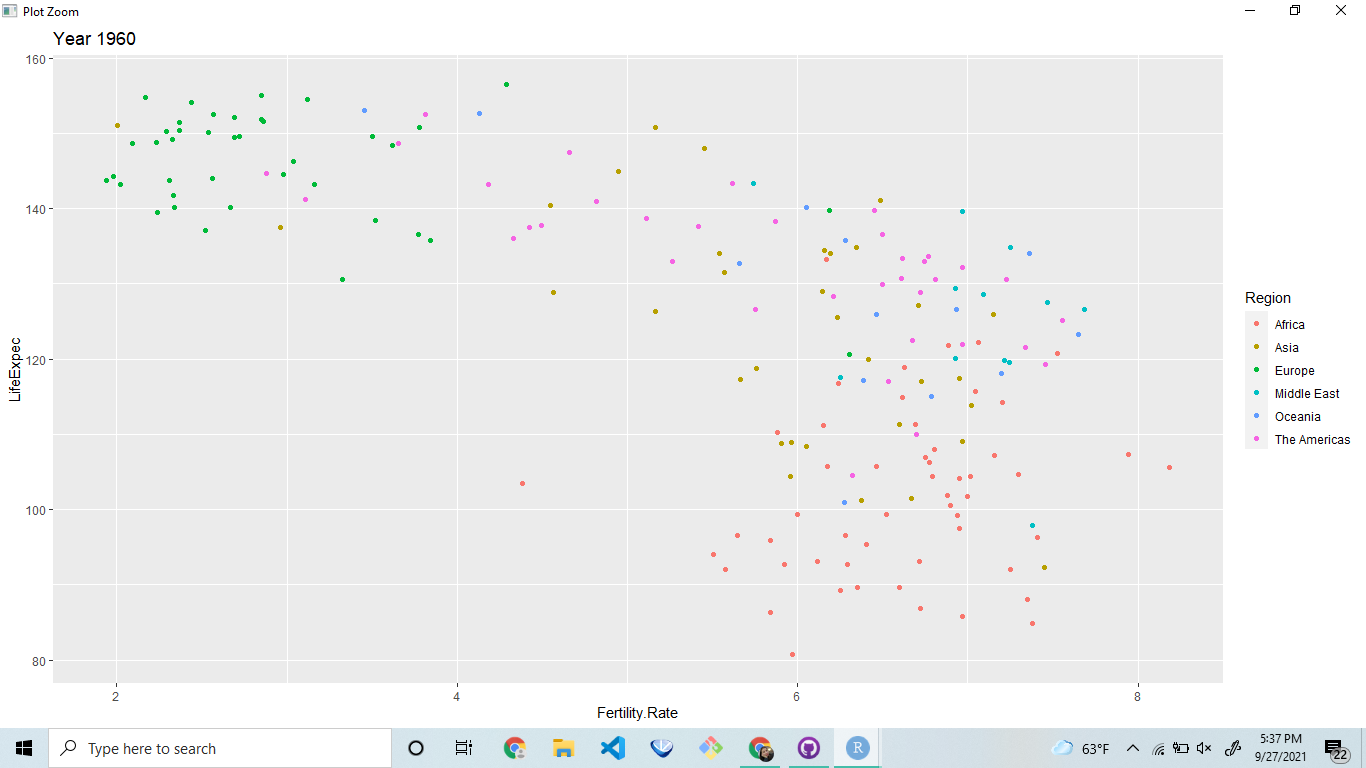 Plot Zoom
Year 1960
160
140
120
100
80
LifeExpec
2 4 6 8
Fertility.Rate
Region
Africa
Asia
Europe
Middle East
Oceania
The Americas
Type here to search
R
63°F
5:37 PM
9/27/2021
22